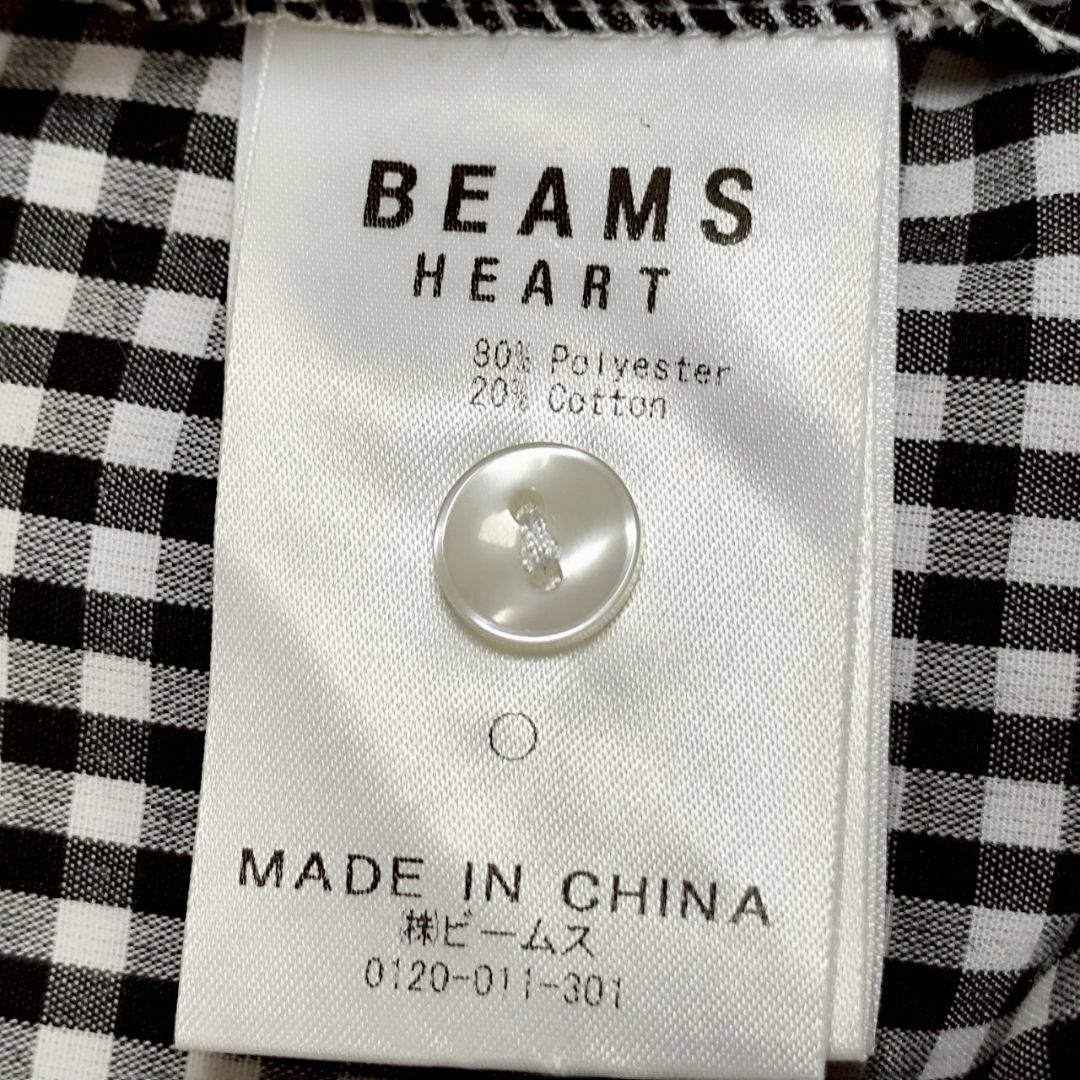 BEAMS
HEART
80% Polyester
20% Cotton
MADE IN CHINA
㈱ビームス
0120-011-301